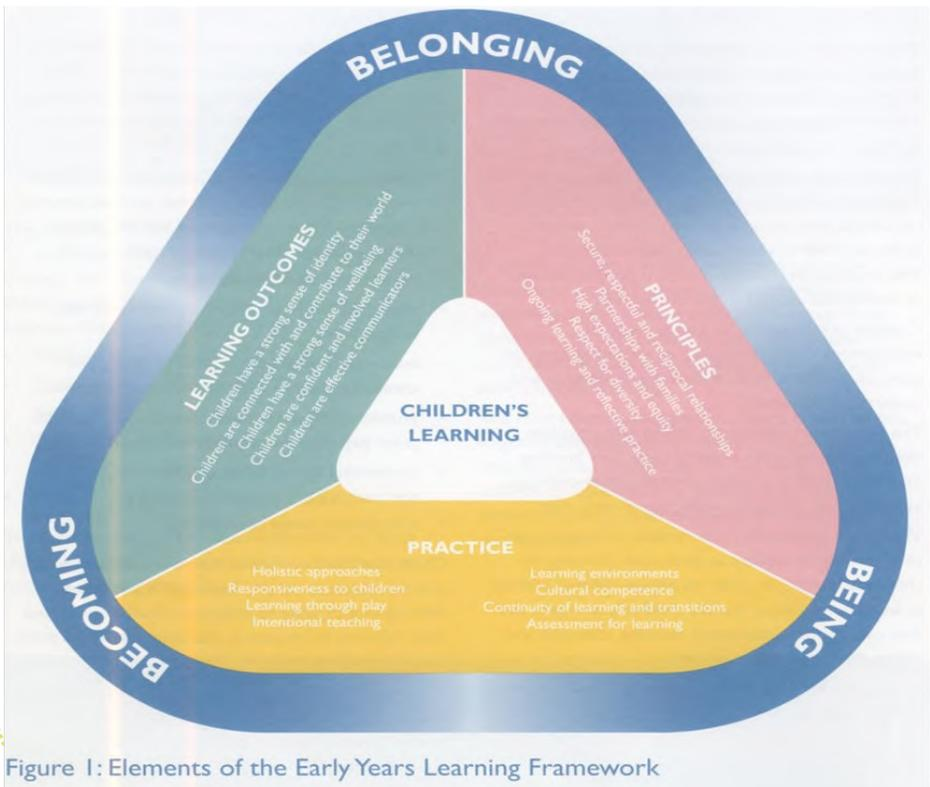 BELONGING
LEARNING OUTCOMES
Children have a strong sense of identity
Children are connected with and contribute to their world
Children have a strong sense of wellbeing
Children are confident and involved learners
Children are effective communicators
PRINCIPLES
Secure, respectful and reciprocal relationships
Partnerships with families
High expectations and equity
Respect for diversity
Ongoing learning and reflective practice
CHILDREN'S
LEARNING
PRACTICE
Holistic approaches
Responsiveness to children
Learning through play
Intentional teaching
Learning environments
Cultural competence
Continuity of learning and transitions
Assessment for learning
BECOMING
BEING
Figure 1: Elements of the Early Years Learning Framework